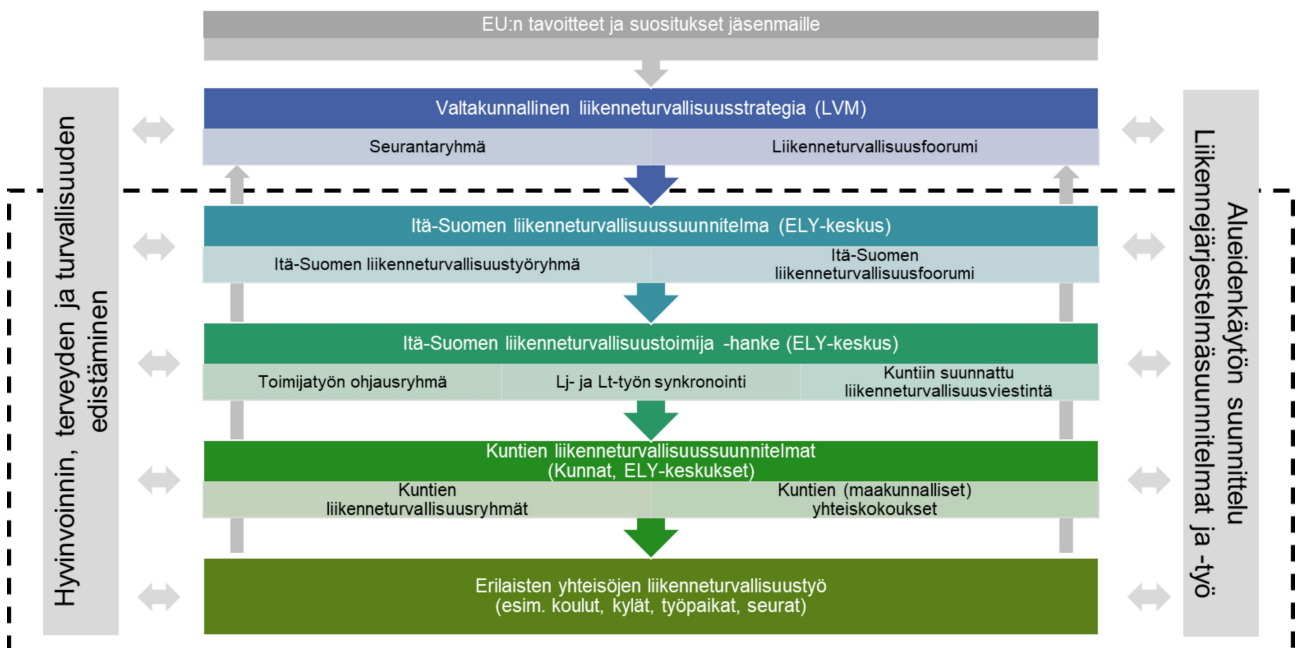 EU:n tavoitteet ja suositukset jäsenmaille
Valtakunnallinen liikenneturvallisuusstrategia (LVM)
Seurantaryhmä
Liikenneturvallisuusfoorumi
Itä-Suomen liikenneturvallisuussuunnitelma (ELY-keskus)
Itä-Suomen liikenneturvallisuustyöryhmä
Itä-Suomen
liikenneturvallisuusfoorumi
Itä-Suomen liikenneturvallisuustoimija -hanke (ELY-keskus)
Toimijatyön ohjausryhmä
Lj- ja Lt-työn synkronointi
Kuntiin suunnattu
liikenneturvallisuusviestintä
Kuntien liikenneturvallisuussuunnitelmat
(Kunnat, ELY-keskukset)
Kuntien
liikenneturvallisuusryhmät
Kuntien (maakunnalliset)
yhteiskokoukset
Erilaisten yhteisöjen liikenneturvallisuustyö
(esim. koulut, kylät, työpaikat, seurat)
Hyvinvoinnin, terveyden ja turvallisuuden
edistäminen
Alueidenkäytön suunnittelu
Liikennejärjestelmäsuunnitelmat ja -työ